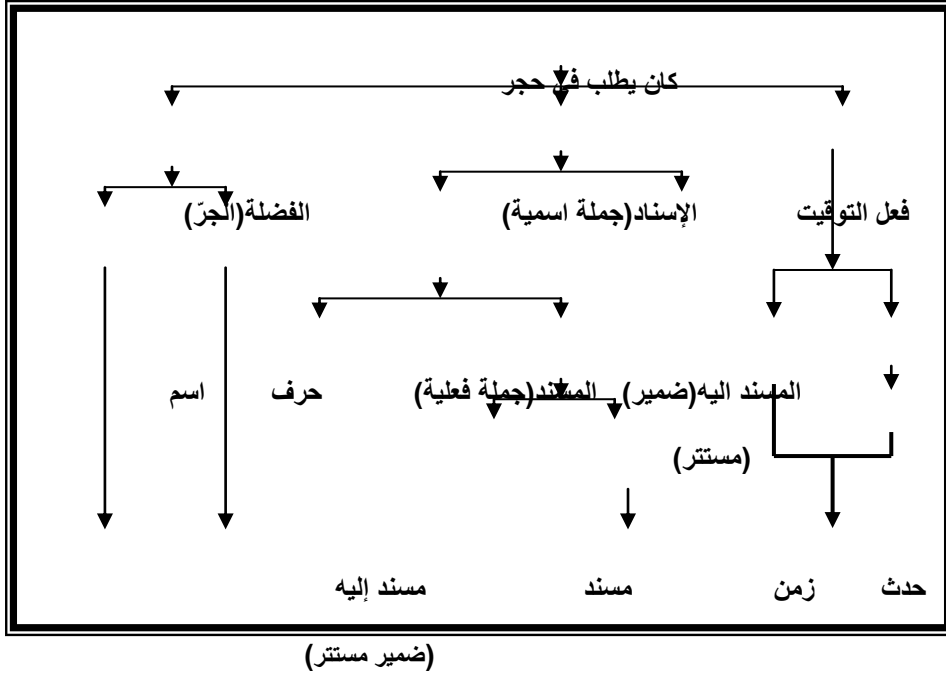 كان يطلب في حجر
فعل التوقيت الإسناد(جملة اسمية) الفضلة(الجرّ)
المسند اليه(ضمير) المسند(جملة فعلية) حرف اسم
(مستتر)
حدث زمن مسند مسند إليه
(ضمير مستتر)